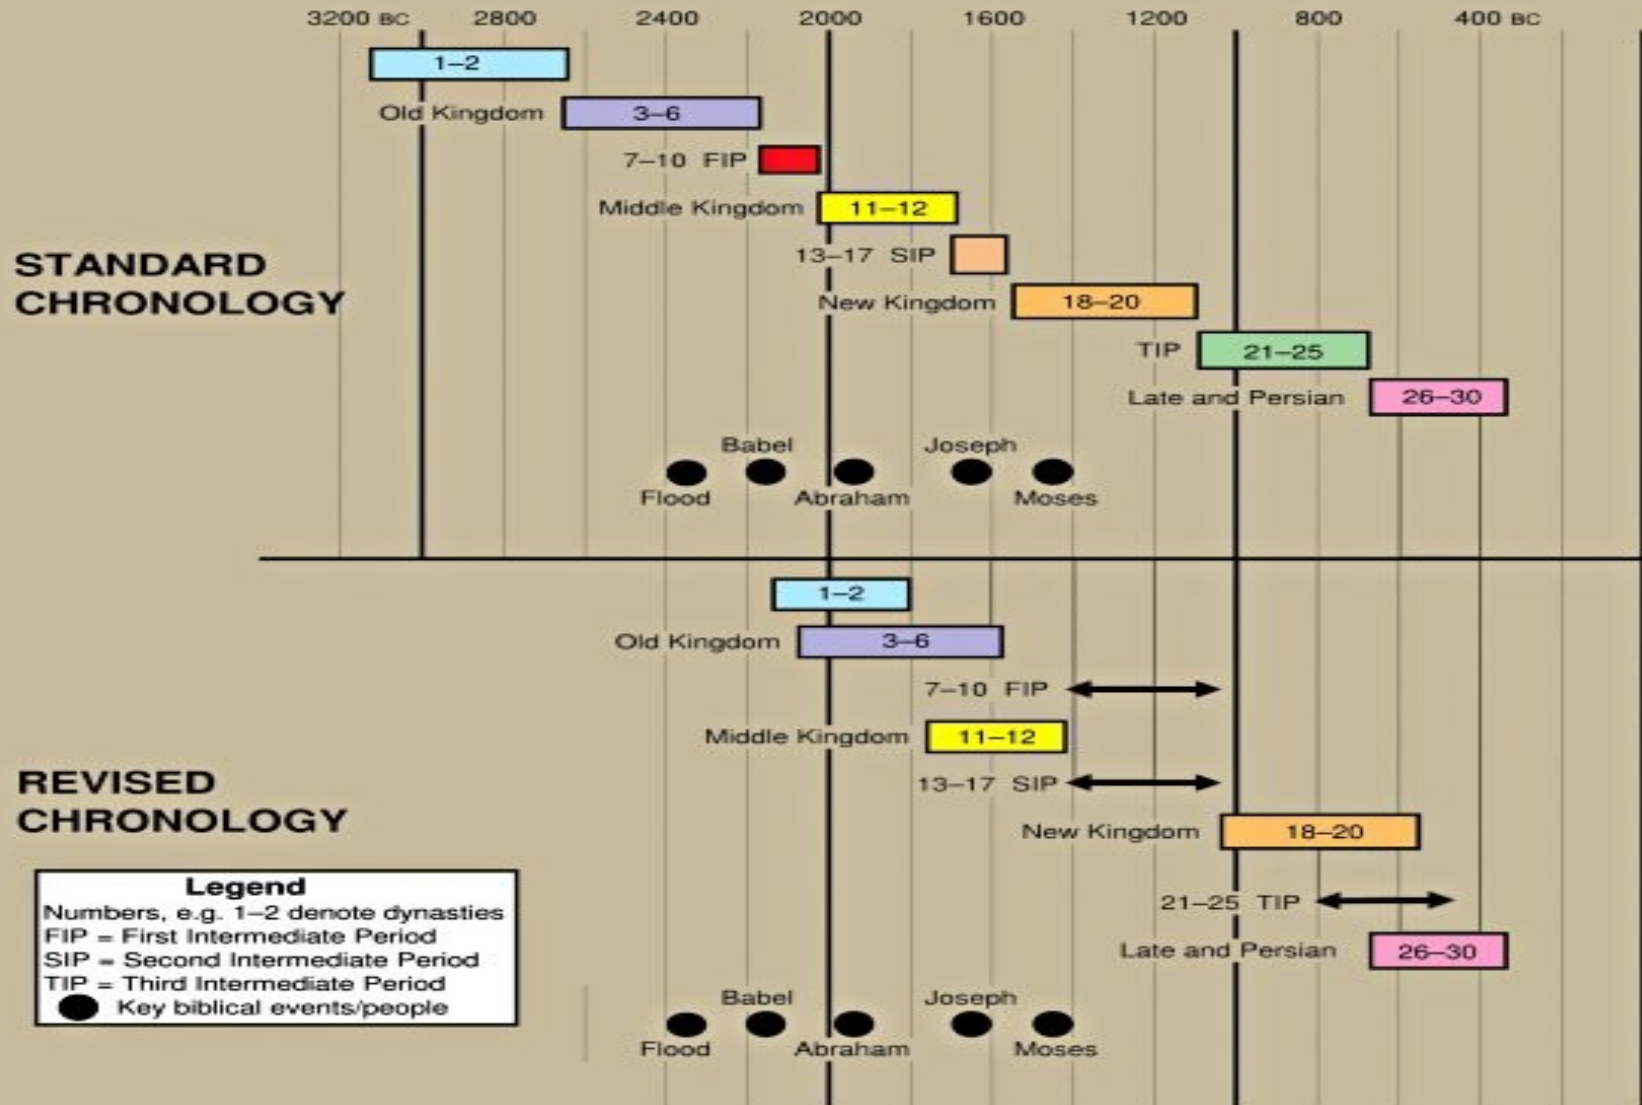 3200 BC 2800 2400 2000 1600 1200 800 400 BC
1–2
Old Kingdom 3–6
7–10 FIP
Middle Kingdom 11–12
13–17 SIP
STANDARD
CHRONOLOGY
New Kingdom 18–20
TIP 21–25
Late and Persian 26–30
Babel Joseph
Flood Abraham Moses
1–2
Old Kingdom 3–6
7–10 FIP
Middle Kingdom 11–12
13–17 SIP
REVISED
CHRONOLOGY
New Kingdom 18–20
21–25 TIP
Late and Persian 26–30
Legend
Numbers, e.g. 1–2 denote dynasties
FIP = First Intermediate Period
SIP = Second Intermediate Period
TIP = Third Intermediate Period
Key biblical events/people
Babel Joseph
Flood Abraham Moses